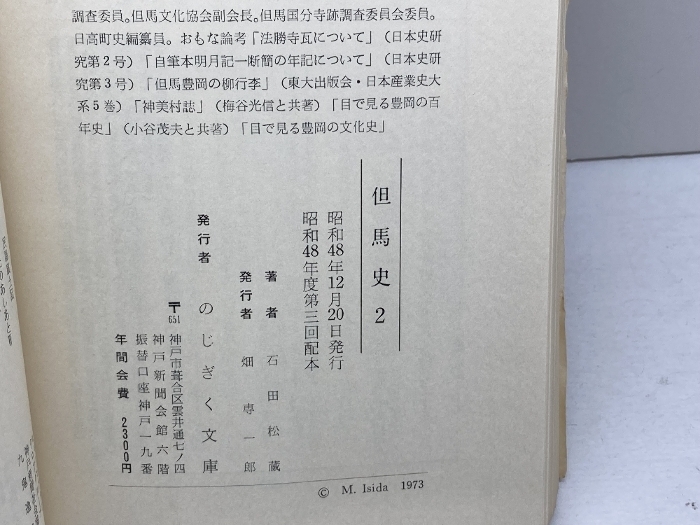 調査委員。但馬文化協会副会長。但馬国分寺跡調査委員会委員。
日高町史編纂員。おもな論考「法勝寺瓦について」（日本史研
究第２号）「自筆本明月記一断簡の年記について」（日本史研
究第３号）「但馬豊岡の柳行李」（東大出版会・日本産業史大
系５巻）「神美村誌」（梅谷光信と共著）「目で見る豊岡の百
年史」（小谷茂夫と共著）「目で見る豊岡の文化史」
但馬史 2
昭和48年12月20日発行
昭和48年度第三回配本
著者 石田松蔵
発行者 畑専一郎
発行者 のじぎく文庫
〒651 神戸市葺合区雲井通七ノ四
神戸新聞会館六階
振替口座神戸一九番
年間会費 2300円
© M. Isida 1973